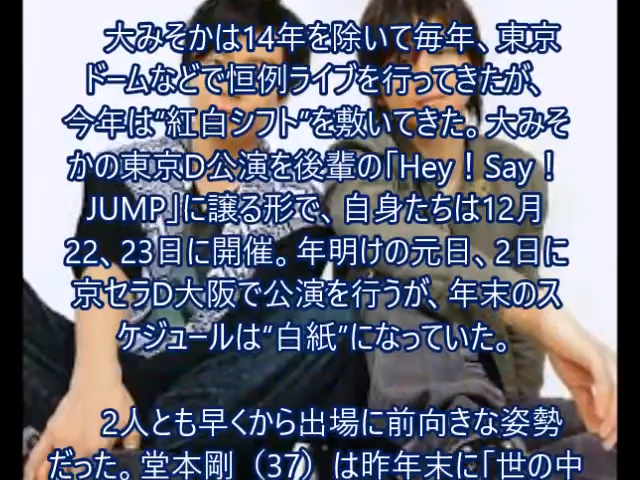 大みそかは14年を除いて毎年、東京
ドームなどで恒例ライブを行ってきたが、
今年は“紅白シフト”を敷いてきた。大みそ
かの東京D公演を後輩の「Hey！Say！
JUMP」に譲る形で、自身たちは12月
22、23日に開催。年明けの元日、2日に
京セラD大阪で公演を行うが、年末のス
ケジュールは“白紙”になっていた。
2人とも早くから出場に前向きな姿勢
だった。堂本剛（37）は昨年末に「世の中